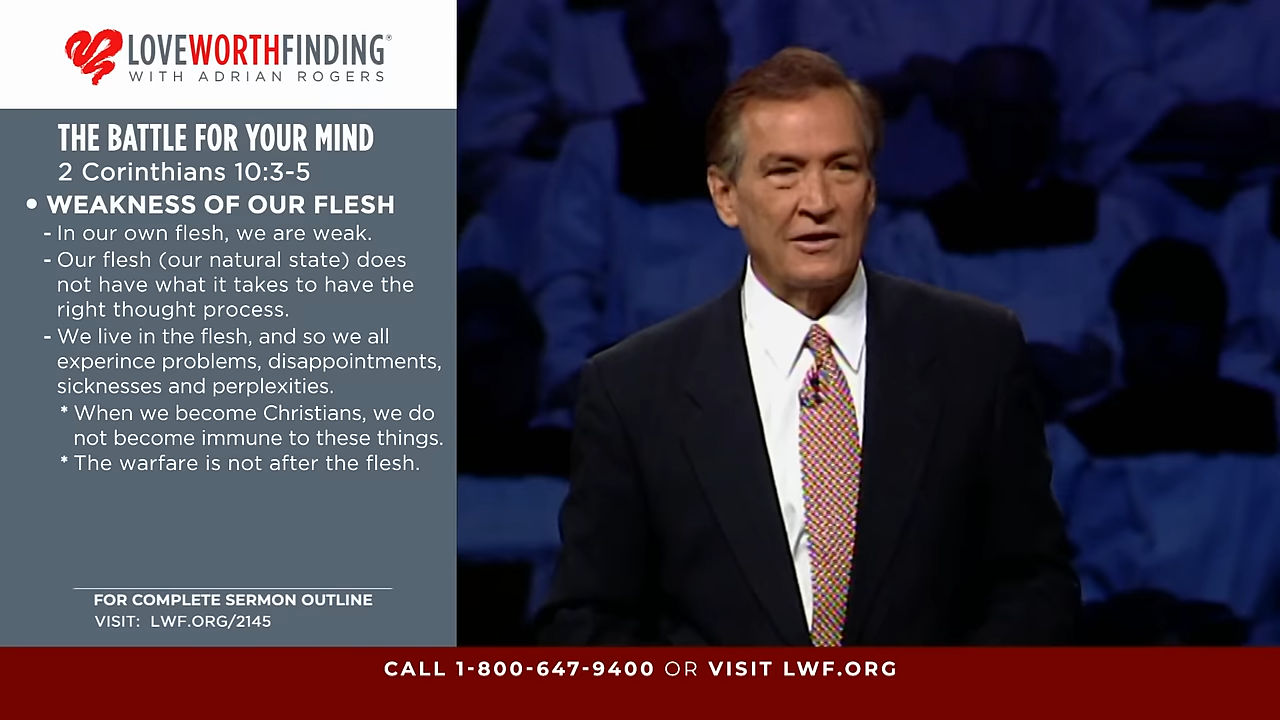 LOVEWORTHFINDING®
WITH ADRIAN ROGERS
THE BATTLE FOR YOUR MIND
2 Corinthians 10:3-5
• WEAKNESS OF OUR FLESH
- In our own flesh, we are weak.
- Our flesh (our natural state) does
not have what it takes to have the
right thought process.
- We live in the flesh, and so we all
experince problems, disappointments,
sicknesses and perplexities.
* When we become Christians, we do
not become immune to these things.
* The warfare is not after the flesh.
FOR COMPLETE SERMON OUTLINE
VISIT: LWF.ORG/2145
CALL 1-800-647-9400 OR VISIT LWF.ORG